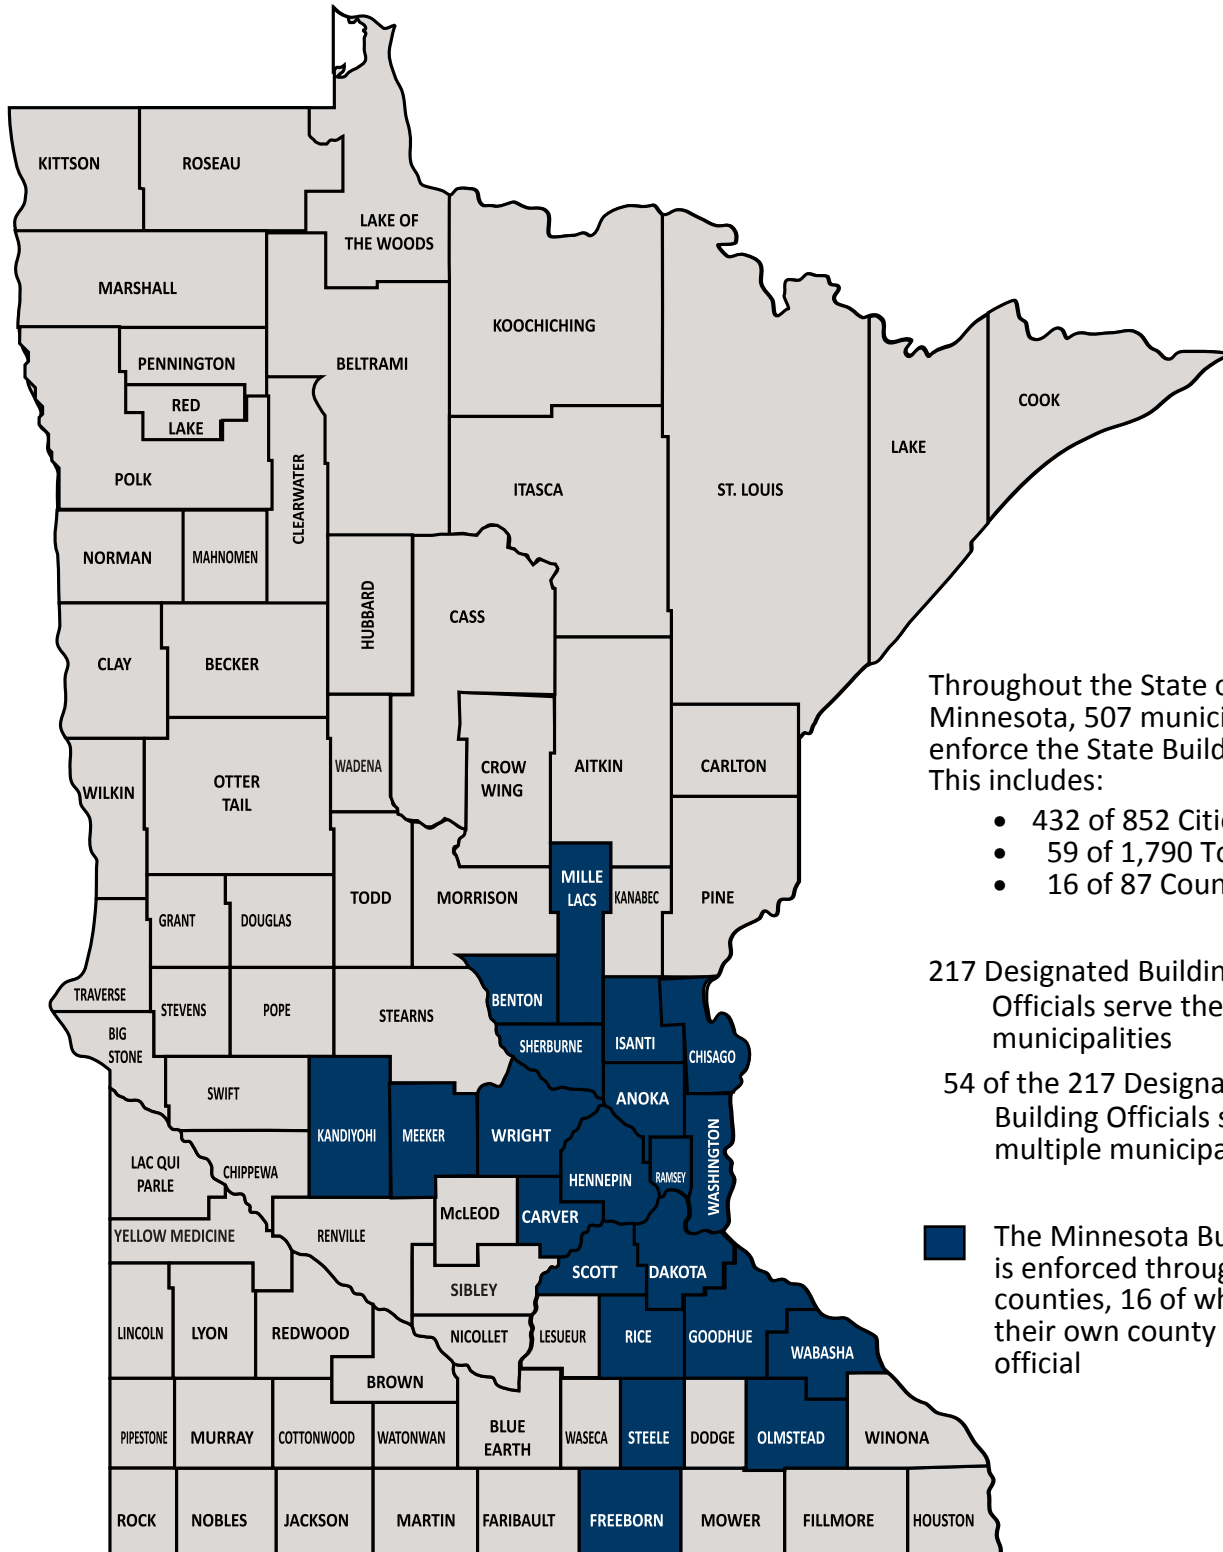 KITTSON
ROSEAU
LAKE OF
THE WOODS
MARSHALL
KOOCHICHING
PENNINGTON
BELTRAMI
RED
LAKE
COOK
LAKE
POLK
CLEARWATER
ITASCA
ST. LOUIS
NORMAN
MAHNOMEN
HUBBARD
CASS
CLAY
BECKER
WADENA
CROW
WING
AITKIN
CARLTON
WILKIN
OTTER
TAIL
MILLE
LACS
TODD
MORRISON
KANABEC
PINE
GRANT
DOUGLAS
TRAVERSE
STEVENS
POPE
STEARNS
BENTON
BIG
STONE
SHERBURNE
ISANTI
CHISAGO
SWIFT
ANOKA
KANDIYOHI
MEEKER
WRIGHT
WASHINGTON
LAC QUI
PARLE
CHIPPEWA
HENNEPIN
RAMSEY
McLEOD
CARVER
YELLOW MEDICINE
RENVILLE
SCOTT
DAKOTA
SIBLEY
LINCOLN
LYON
REDWOOD
NICOLLET
LESUEUR
RICE
GOODHUE
WABASHA
BROWN
PIPESTONE
MURRAY
COTTONWOOD
WATONWAN
BLUE
EARTH
WASECA
STEELE
DODGE
OLMSTEAD
WINONA
ROCK
NOBLES
JACKSON
MARTIN
FARIBAULT
FREEBORN
MOWER
FILLMORE
HOUSTON
Throughout the State o
Minnesota, 507 munici
enforce the State Build
This includes:
• 432 of 852 Citi
• 59 of 1,790 To
• 16 of 87 Coun
217 Designated Buildin
Officials serve the
municipalities
54 of the 217 Designa
Building Officials s
multiple municipa
The Minnesota Bu
is enforced throug
counties, 16 of wh
their own county
official